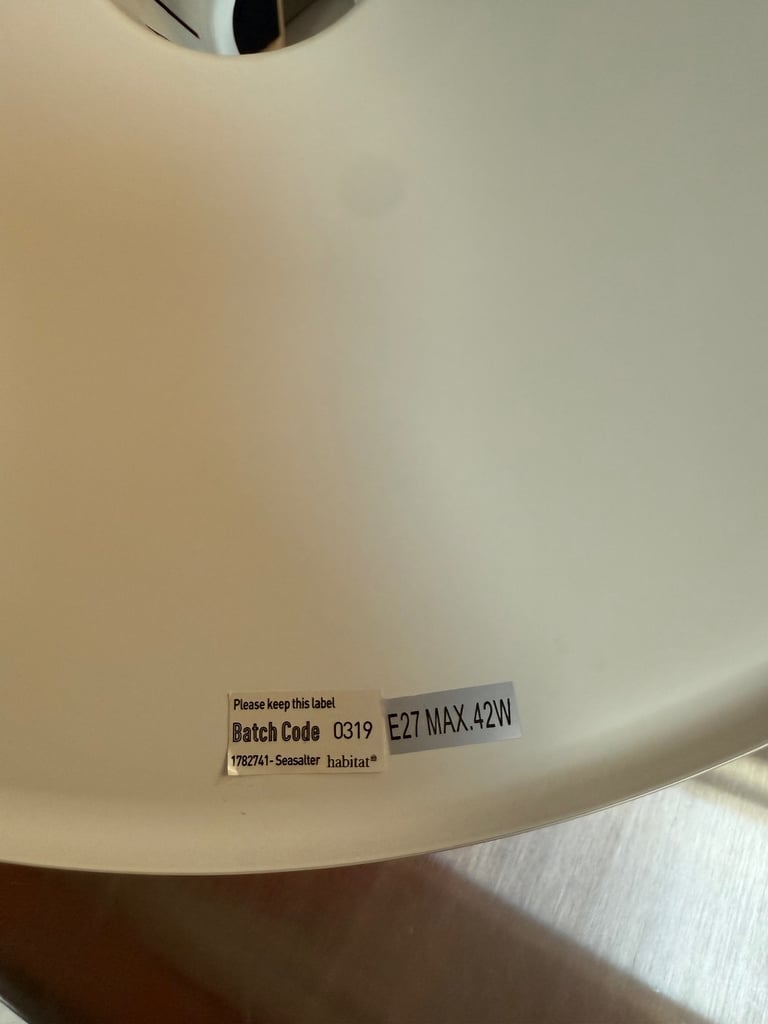 Please keep this label
Batch Code 0319
1782741- Seasalter habitat
E27 MAX.42W